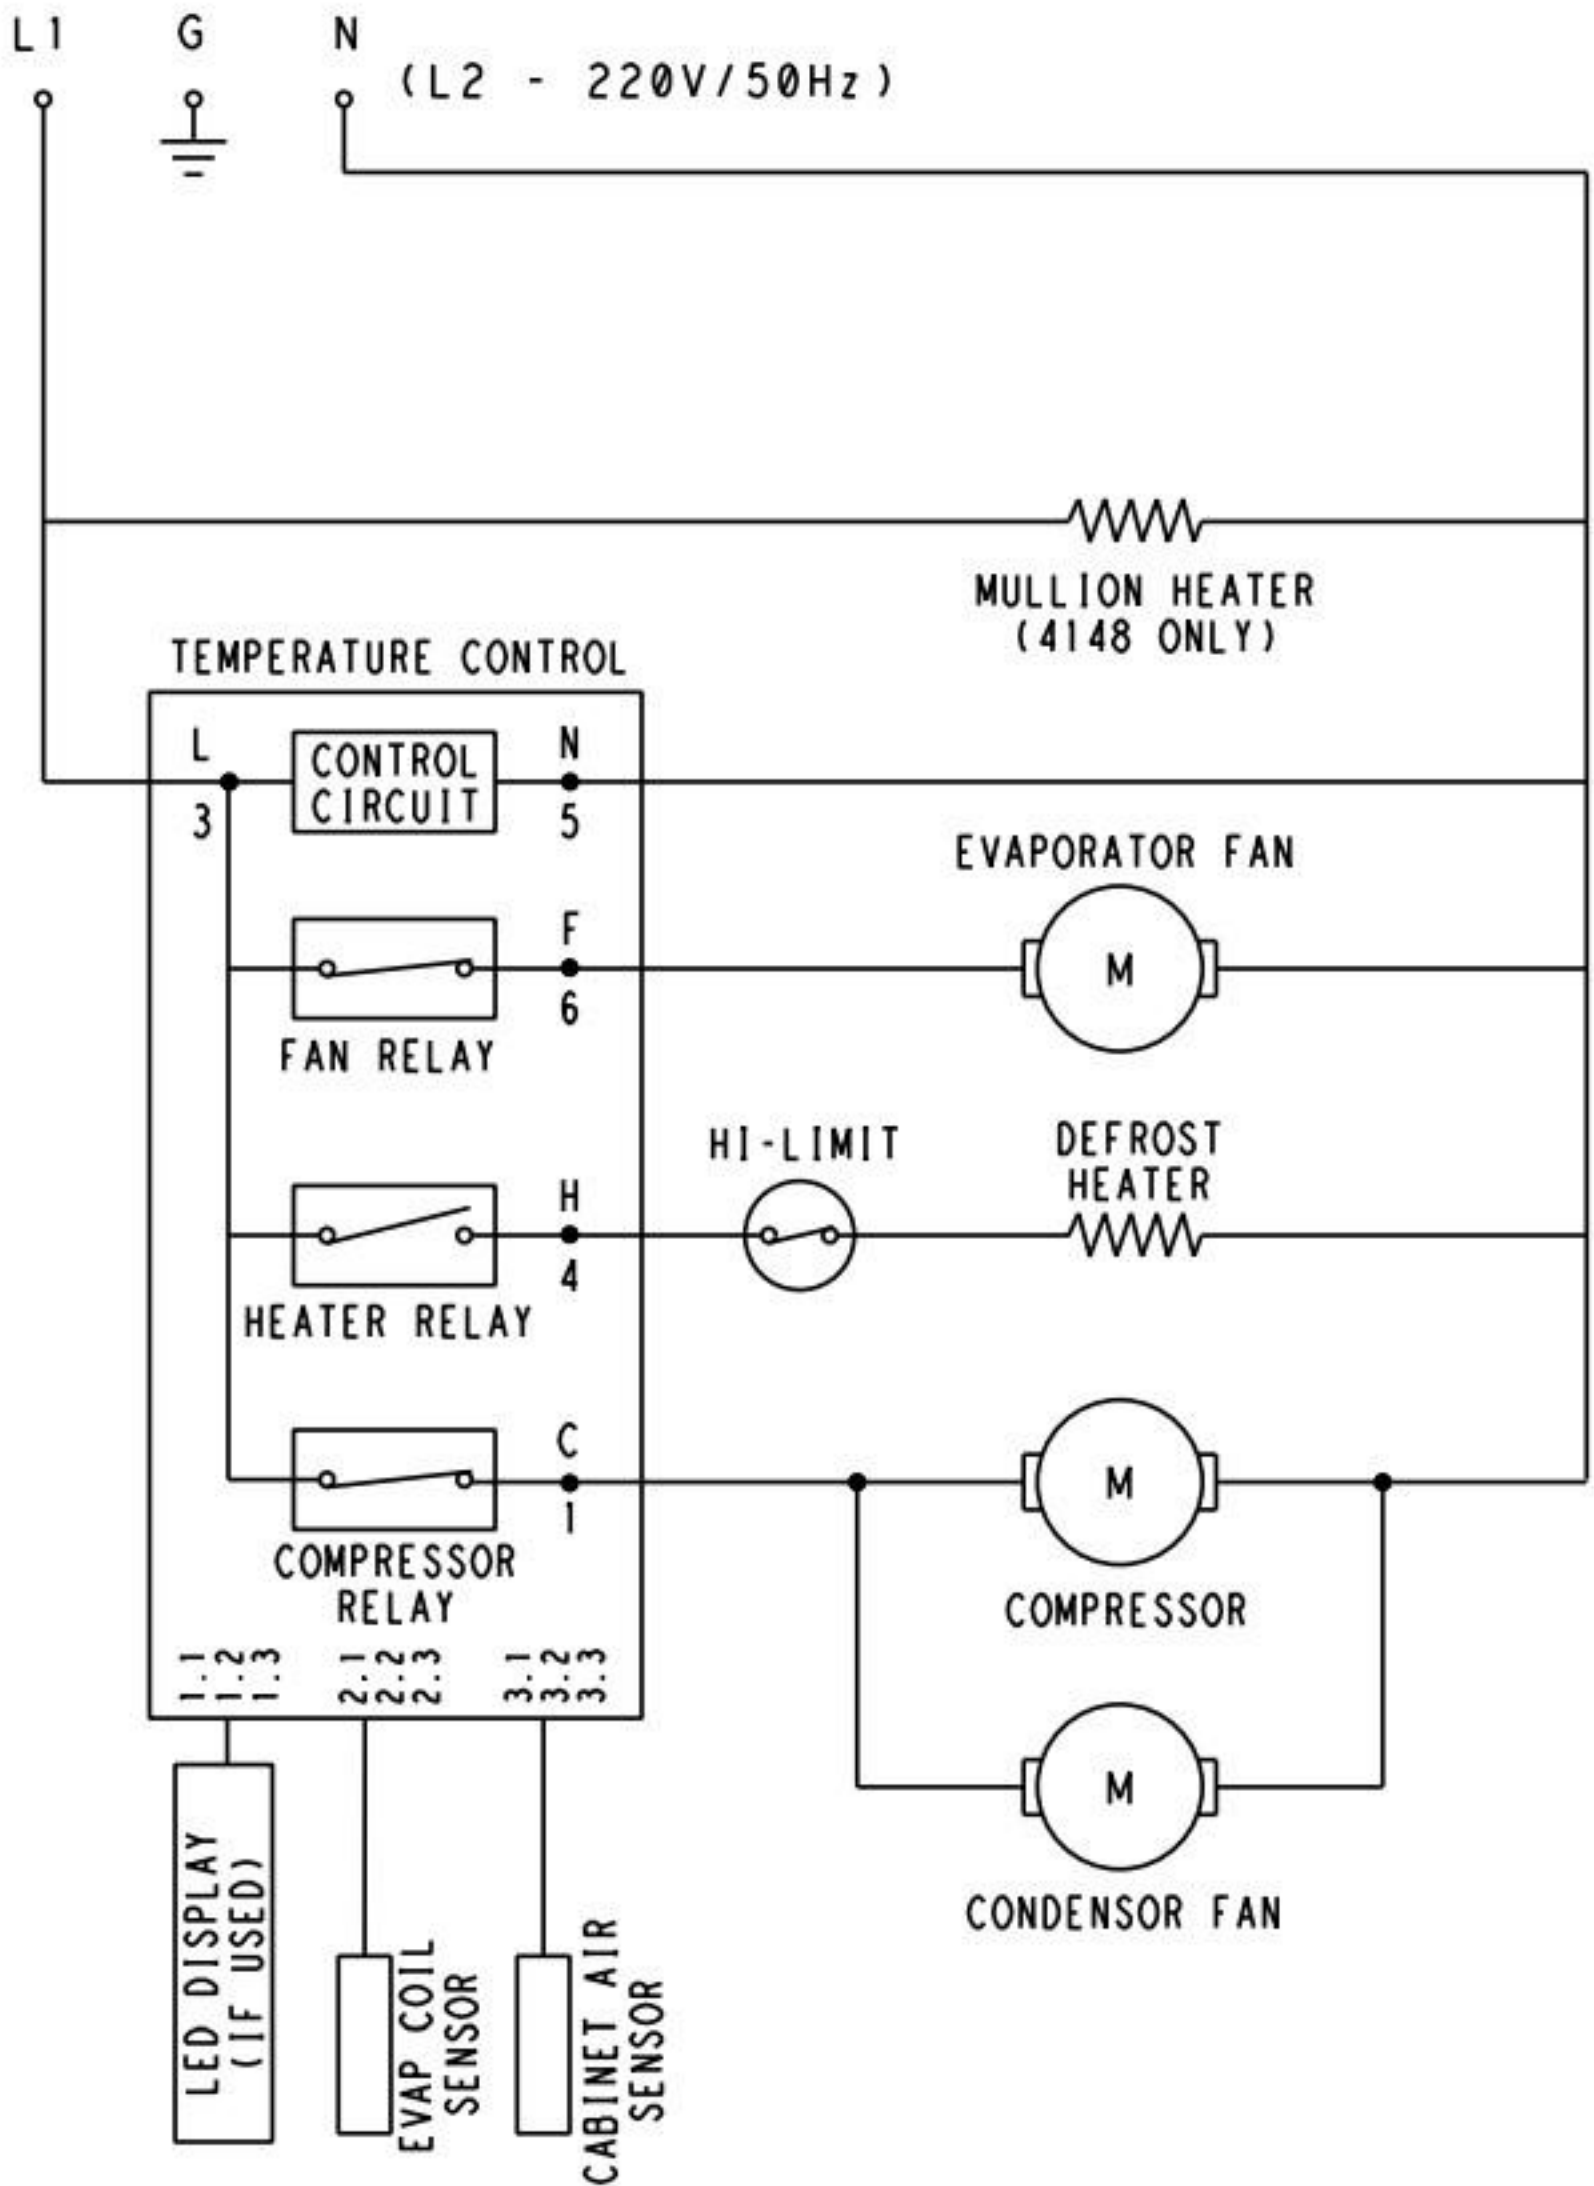 L1 G N
(L2 - 220V/50Hz)
MULLION HEATER
(4148 ONLY)
TEMPERATURE CONTROL
L
CONTROL
CIRCUIT
N
3
5
EVAPORATOR FAN
F
M
6
FAN RELAY
HI-LIMIT
DEFROST
HEATER
H
4
HEATER RELAY
C
M
1
COMPRESSOR
RELAY
COMPRESSOR
1.1
1.2
1.3
2.1
2.2
2.3
3.1
3.2
3.3
M
CONDENSOR FAN
LED DISPLAY
(IF USED)
EVAP COIL
SENSOR
CABINET AIR
SENSOR